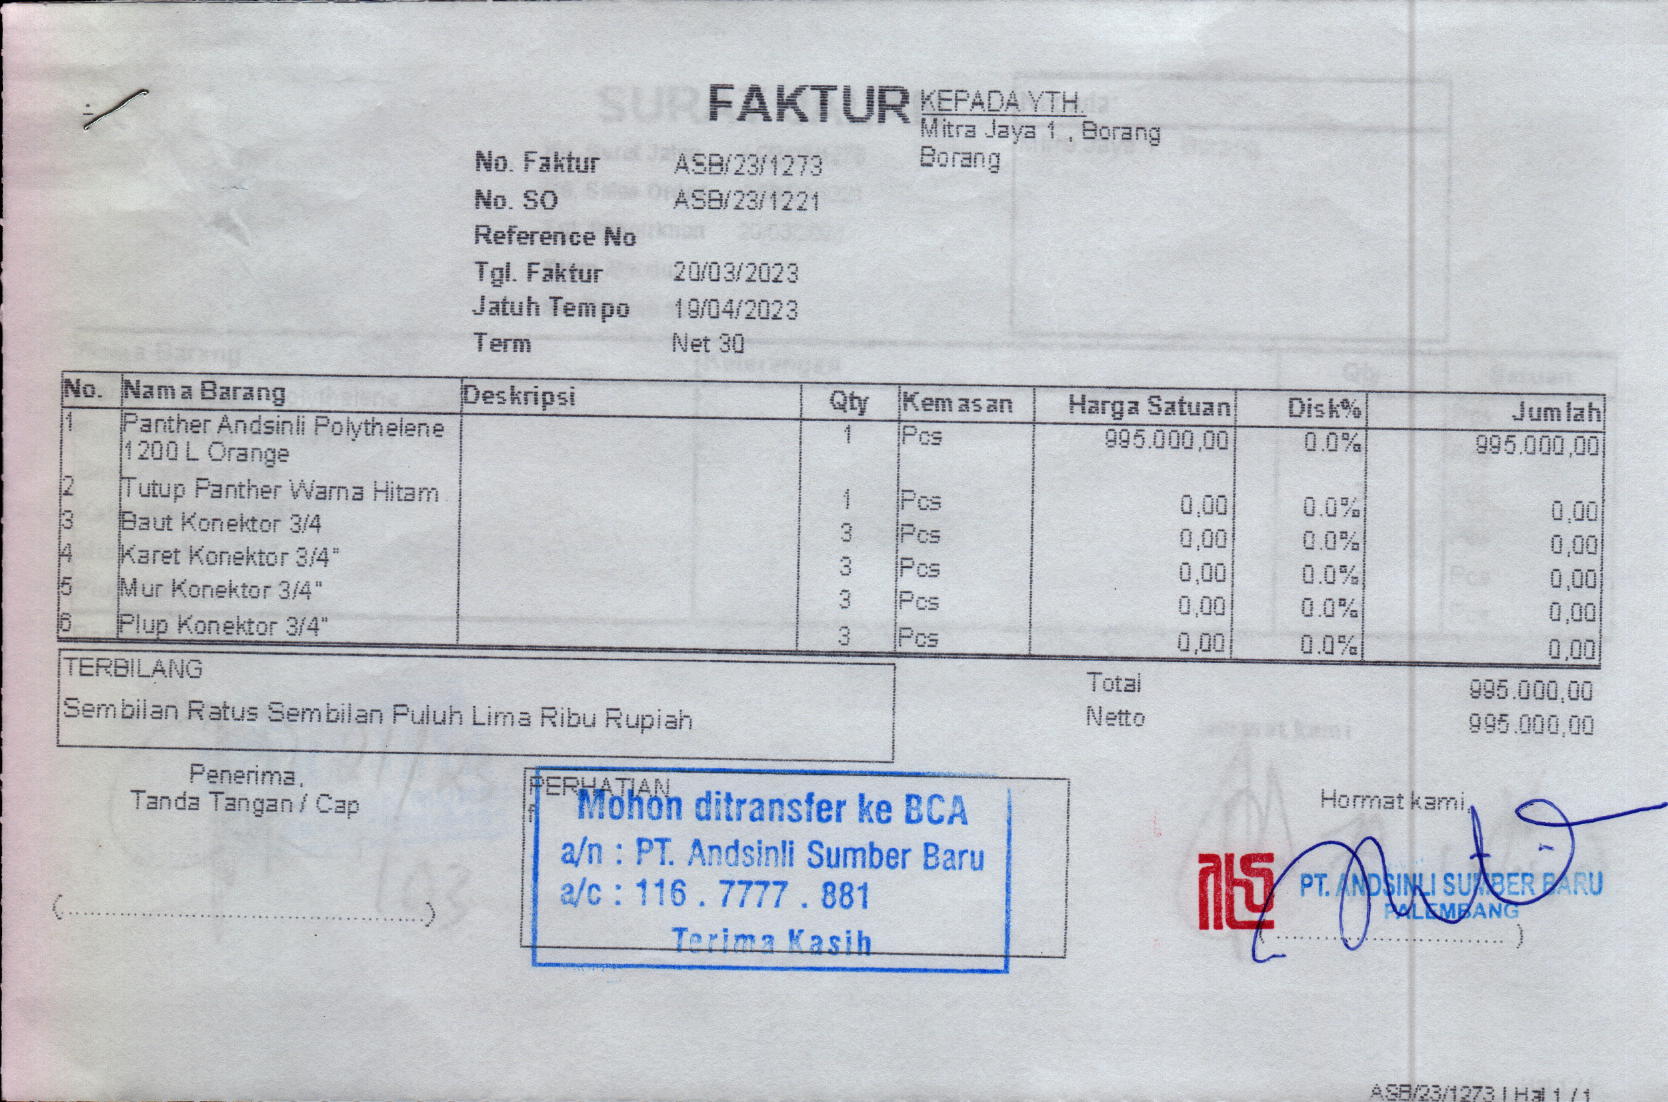 FAKTUR
KEPADA YTH.
Mitra Jaya 1 , Borang
Borang
No. Faktur ASB/23/1273
No. SO ASB/23/1221
Reference No
Tgl. Faktur 20/03/2023
Jatuh Tempo 19/04/2023
Term Net 30
No. Nama Barang Deskripsi Qty Kemasan Harga Satuan Disk% Jumlah
1 Panther Andsinli Polythelene 1 Pcs 995.000,00 0.0% 995.000,00
1200 L Orange
2 Tutup Panther Warna Hitam 1 Pcs 0,00 0.0% 0,00
3 Baut Konektor 3/4 3 Pcs 0,00 0.0% 0,00
4 Karet Konektor 3/4" 3 Pcs 0,00 0.0% 0,00
5 Mur Konektor 3/4" 3 Pcs 0,00 0.0% 0,00
6 Plup Konektor 3/4" 3 Pcs 0,00 0.0% 0,00
TERBILANG
Sembilan Ratus Sembilan Puluh Lima Ribu Rupiah
Total 995.000,00
Netto 995.000,00
Penerima,
Tanda Tangan / Cap
PERHATIAN
Mohon ditransfer ke BCA
a/n : PT. Andsinli Sumber Baru
a/c : 116 . 7777 . 881
Terima Kasih
Hormat kami,
PT. ANDSINLI SUMBER BARU
PALEMBANG
ASB/23/1273 | Hal 1 / 1